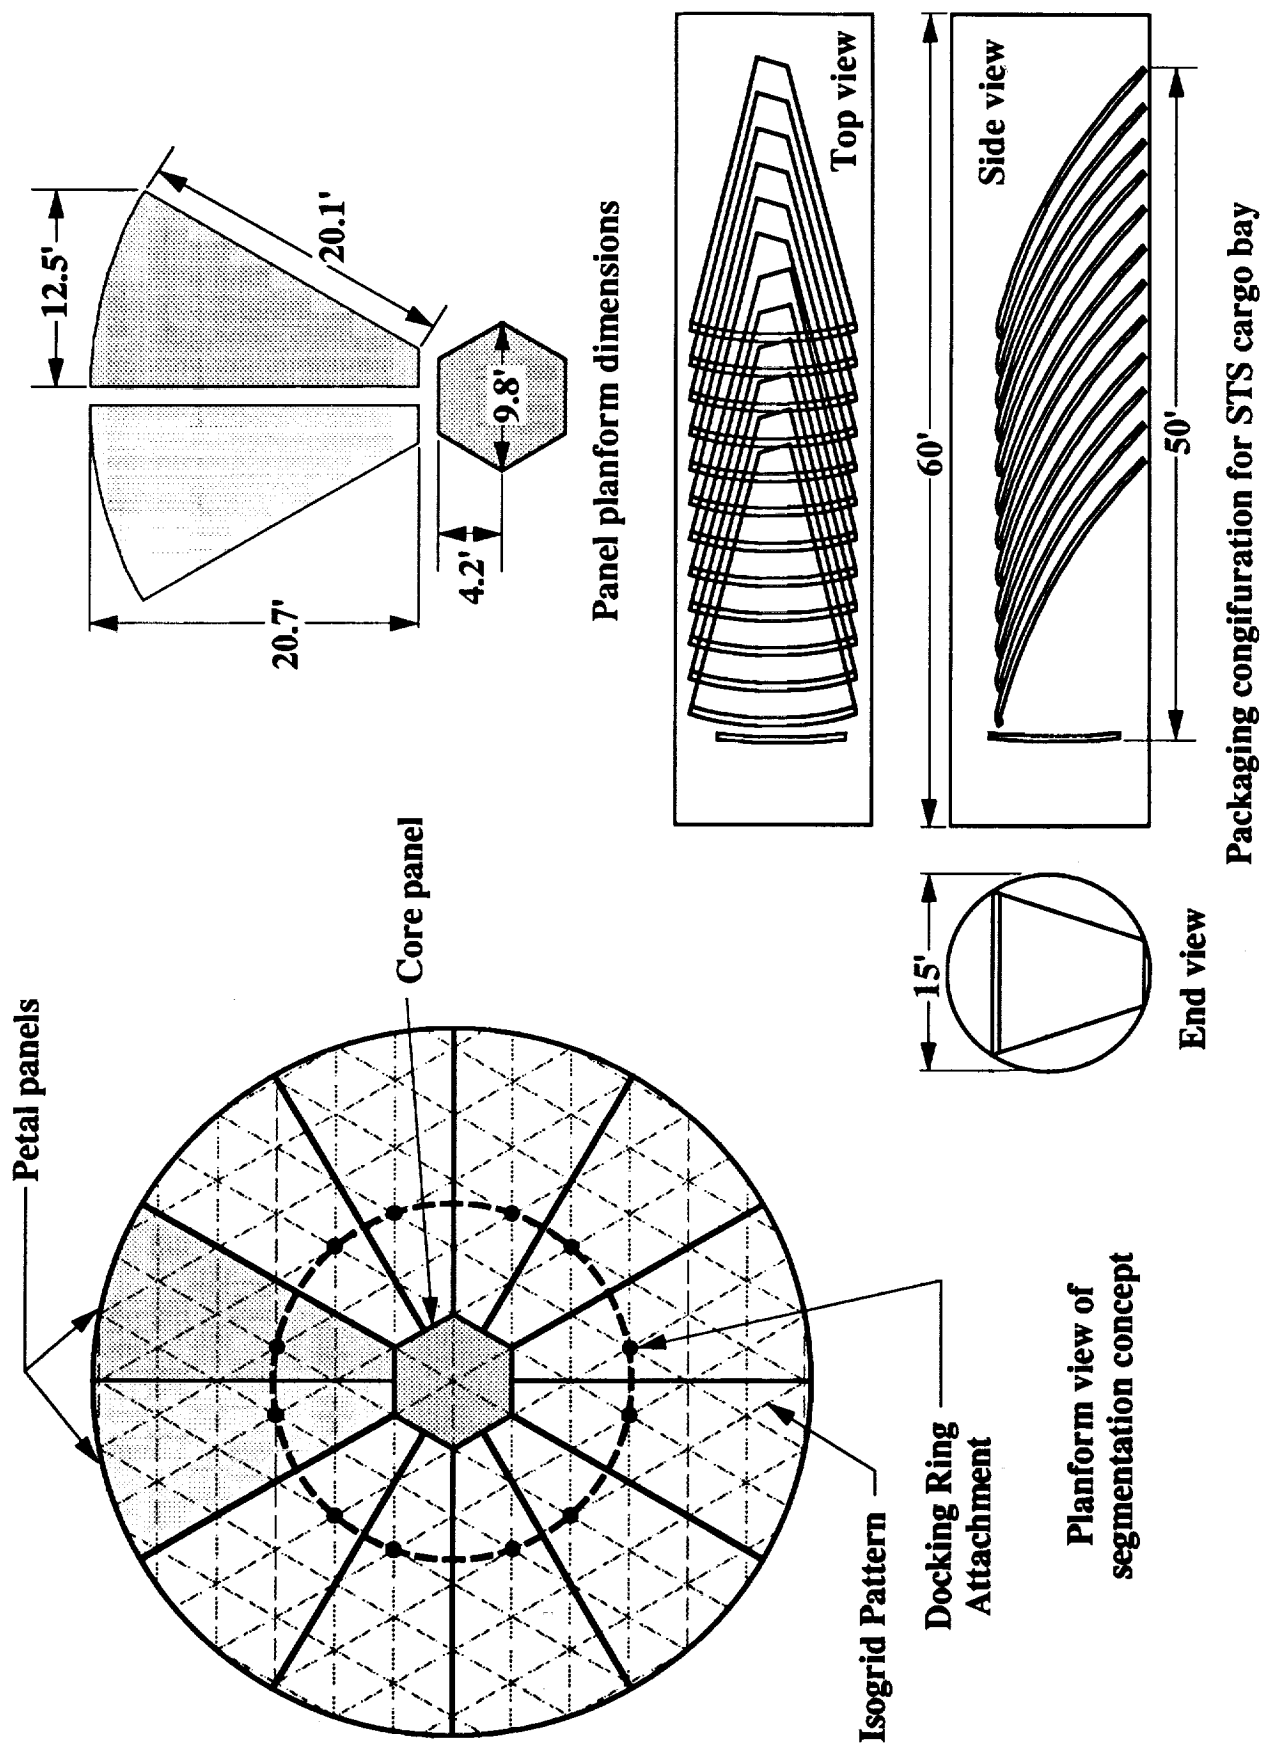 Petal panels
Core panel
Isogrid Pattern
Docking Ring
Attachment
Planform view of
segmentation concept
12.5'
20.1'
20.7'
9.8'
4.2'
Panel planform dimensions
Top view
60'
Side view
50'
15'
End view
Packaging congifuration for STS cargo bay